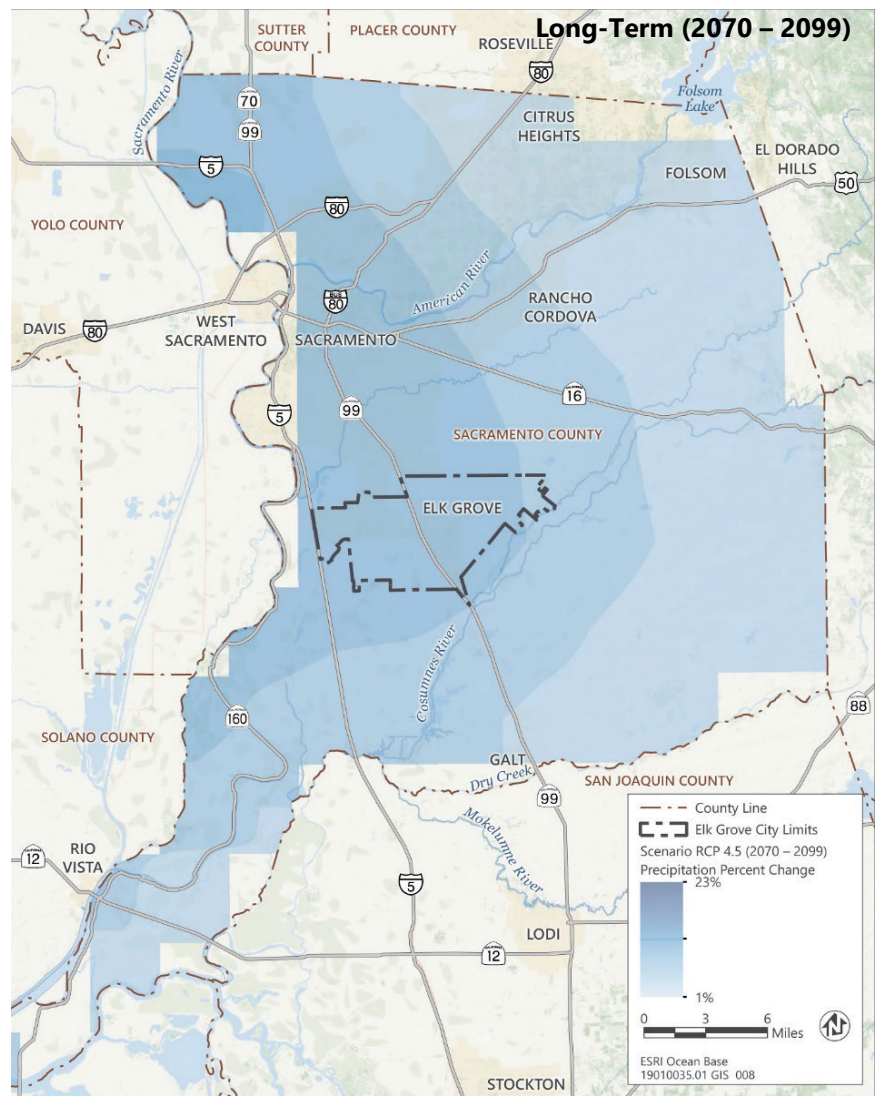 Long-Term (2070 – 2099)
SUTTER
COUNTY
PLACER COUNTY
ROSEVILLE
80
Sacramento River
70
99
Folsom
Lake
CITRUS
HEIGHTS
5
EL DORADO
HILLS
FOLSOM
50
80
YOLO COUNTY
American River
80
RANCHO
CORDOVA
DAVIS
80
WEST
SACRAMENTO
SACRAMENTO
16
99
5
SACRAMENTO COUNTY
ELK GROVE
Cosumnes River
160
88
SOLANO COUNTY
GALT
Dry Creek
SAN JOAQUIN COUNTY
99
Mokelumne River
RIO
VISTA
12
5
LODI
12
STOCKTON
County Line
Elk Grove City Limits
Scenario RCP 4.5 (2070 – 2099)
Precipitation Percent Change
23%
1%
0 3 6
Miles
N
ESRI Ocean Base
19010035.01 GIS 008